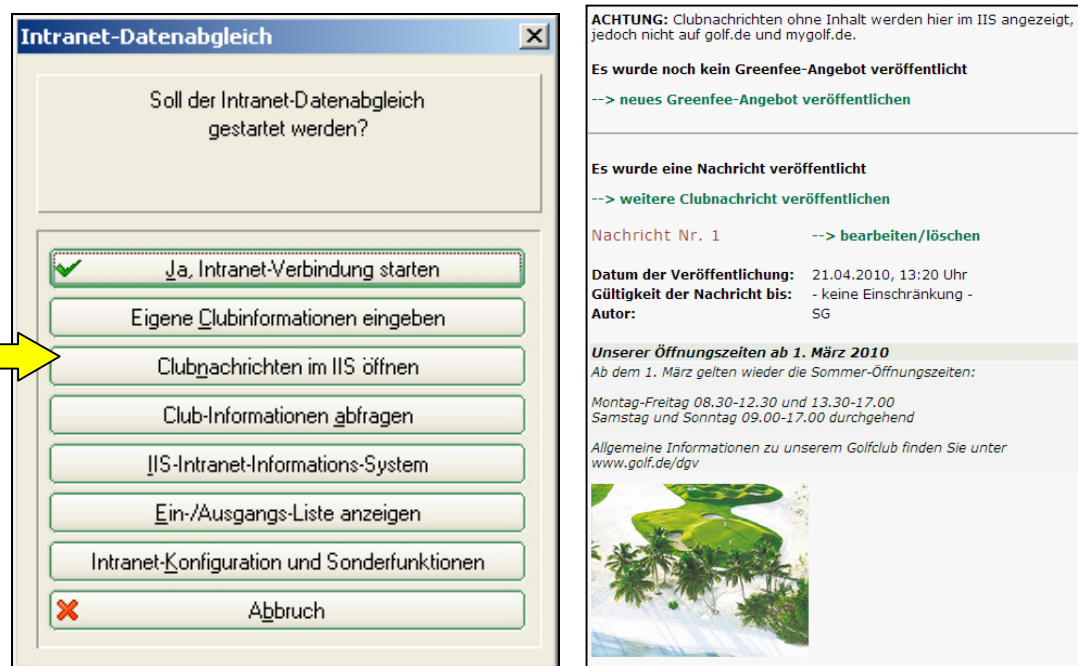 Intranet-Datenabgleich
Soll der Intranet-Datenabgleich
gestartet werden?
Ja, Intranet-Verbindung starten
Eigene Clubinformationen eingeben
Clubnachrichten im IIS öffnen
Club-Informationen abfragen
IIS-Intranet-Informations-System
Ein-/Ausgangs-Liste anzeigen
Intranet-Konfiguration und Sonderfunktionen
Abbruch
ACHTUNG: Clubnachrichten ohne Inhalt werden hier im IIS angezeigt,
jedoch nicht auf golf.de und mygolf.de.
Es wurde noch kein Greenfee-Angebot veröffentlicht
--> neues Greenfee-Angebot veröffentlichen
Es wurde eine Nachricht veröffentlicht
--> weitere Clubnachricht veröffentlichen
Nachricht Nr. 1 --> bearbeiten/löschen
Datum der Veröffentlichung: 21.04.2010, 13:20 Uhr
Gültigkeit der Nachricht bis: - keine Einschränkung -
Autor: SG
Unserer Öffnungszeiten ab 1. März 2010
Ab dem 1. März gelten wieder die Sommer-Öffnungszeiten:
Montag-Freitag 08.30-12.30 und 13.30-17.00
Samstag und Sonntag 09.00-17.00 durchgehend
Allgemeine Informationen zu unserem Golfclub finden Sie unter
www.golf.de/dgv